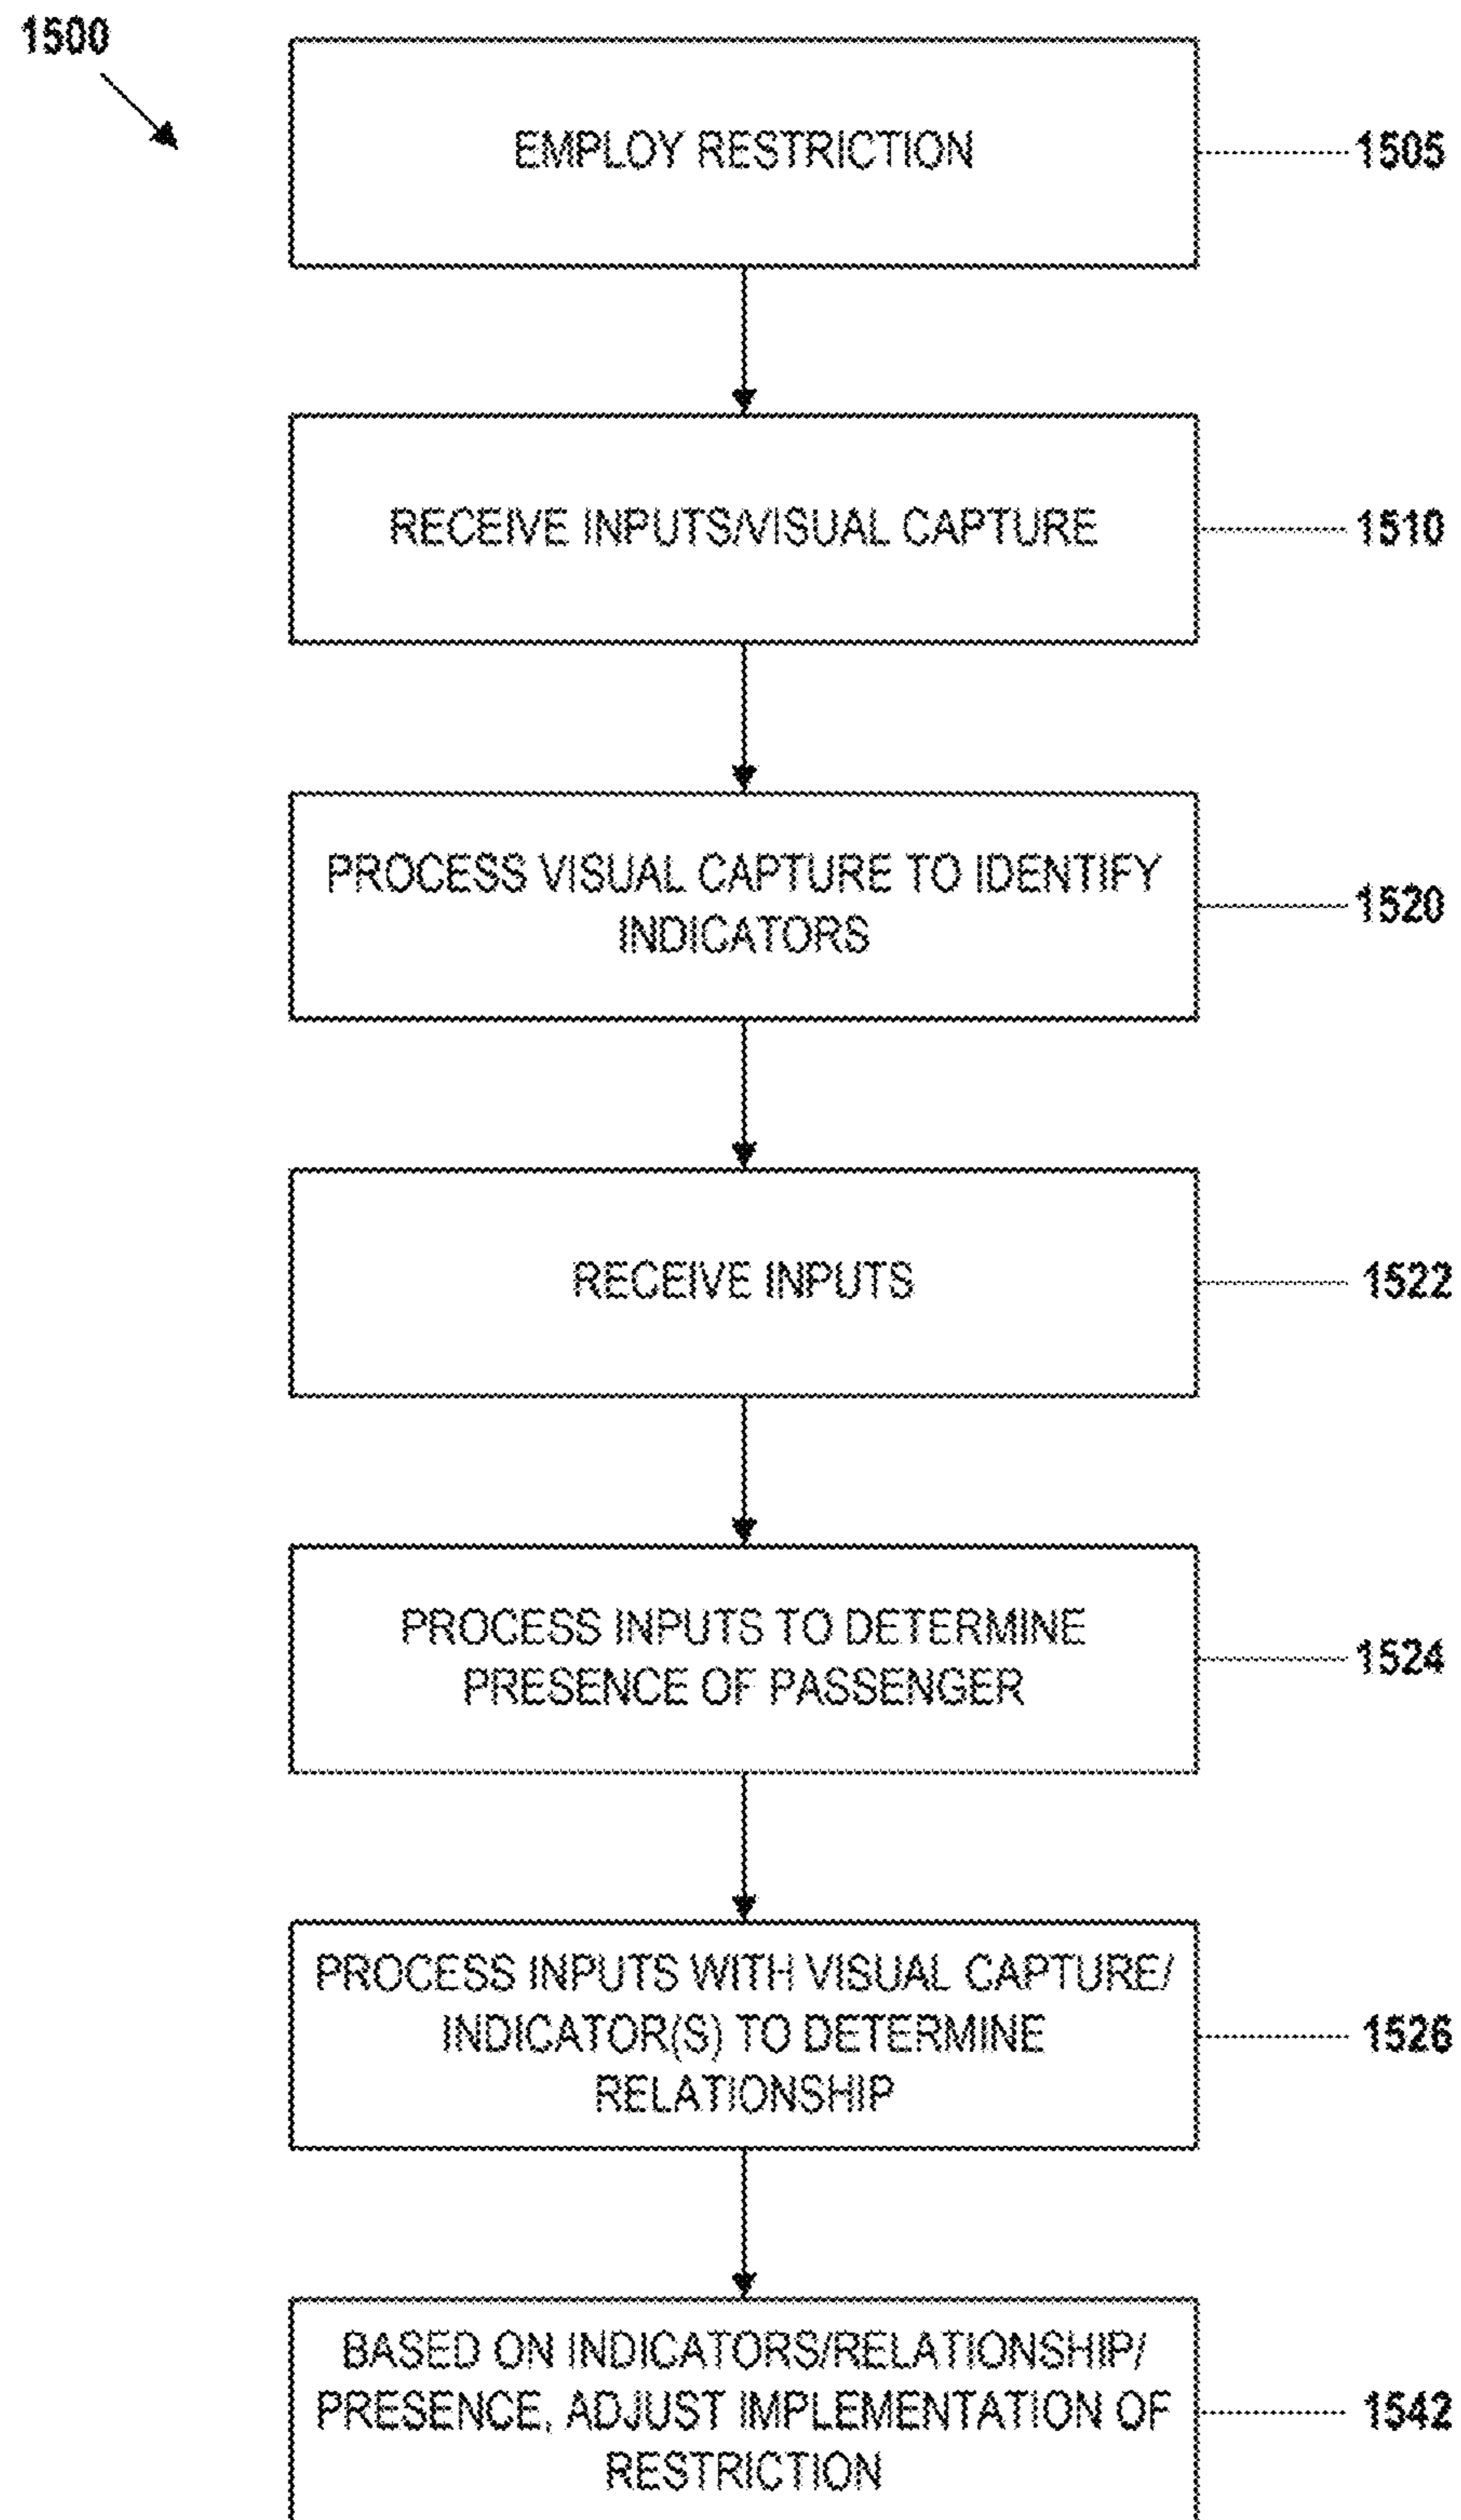 1500
EMPLOY RESTRICTION
1505
RECEIVE INPUTS/VISUAL CAPTURE
1510
PROCESS VISUAL CAPTURE TO IDENTIFY
INDICATORS
1520
RECEIVE INPUTS
1522
PROCESS INPUTS TO DETERMINE
PRESENCE OF PASSENGER
1524
PROCESS INPUTS WITH VISUAL CAPTURE/
INDICATOR(S) TO DETERMINE
RELATIONSHIP
1526
BASED ON INDICATORS/RELATIONSHIP/
PRESENCE, ADJUST IMPLEMENTATION OF
RESTRICTION
1542